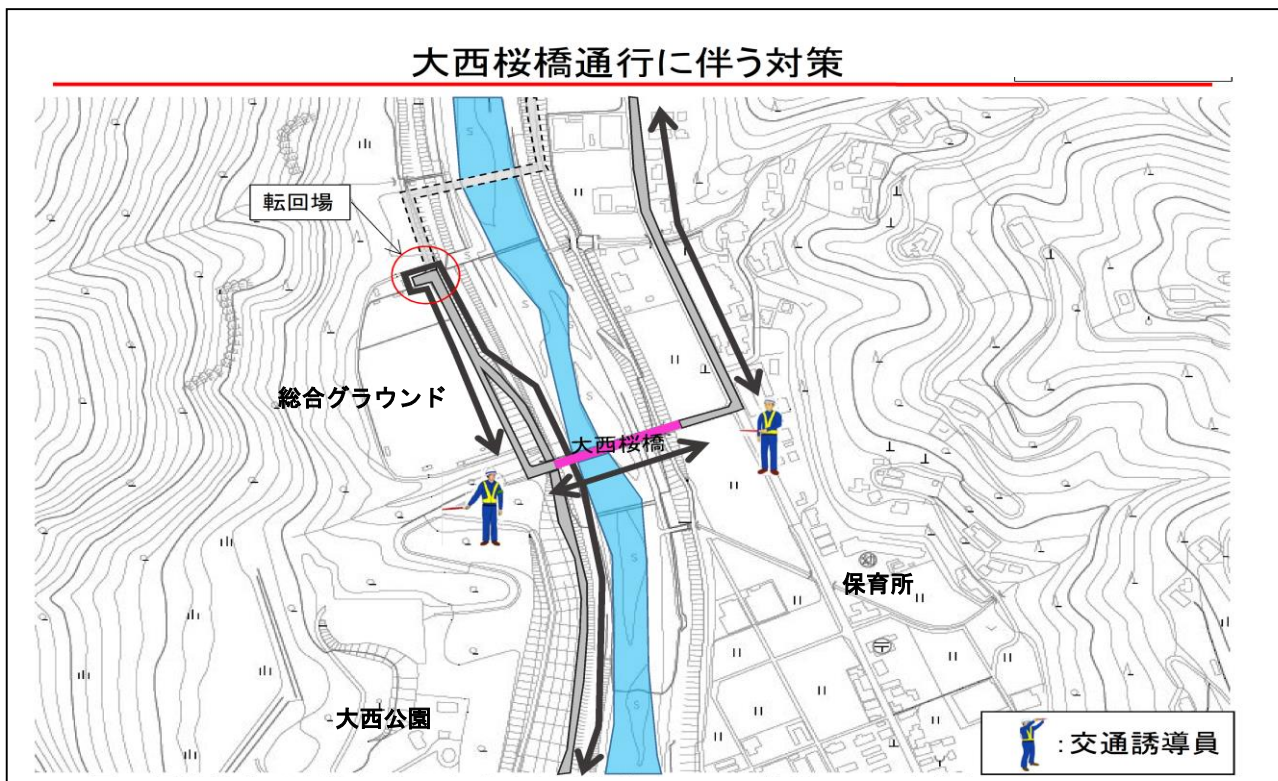 大西桜橋通行に伴う対策
転回場
総合グラウンド
大西桜橋
保育所
大西公園
:交通誘導員